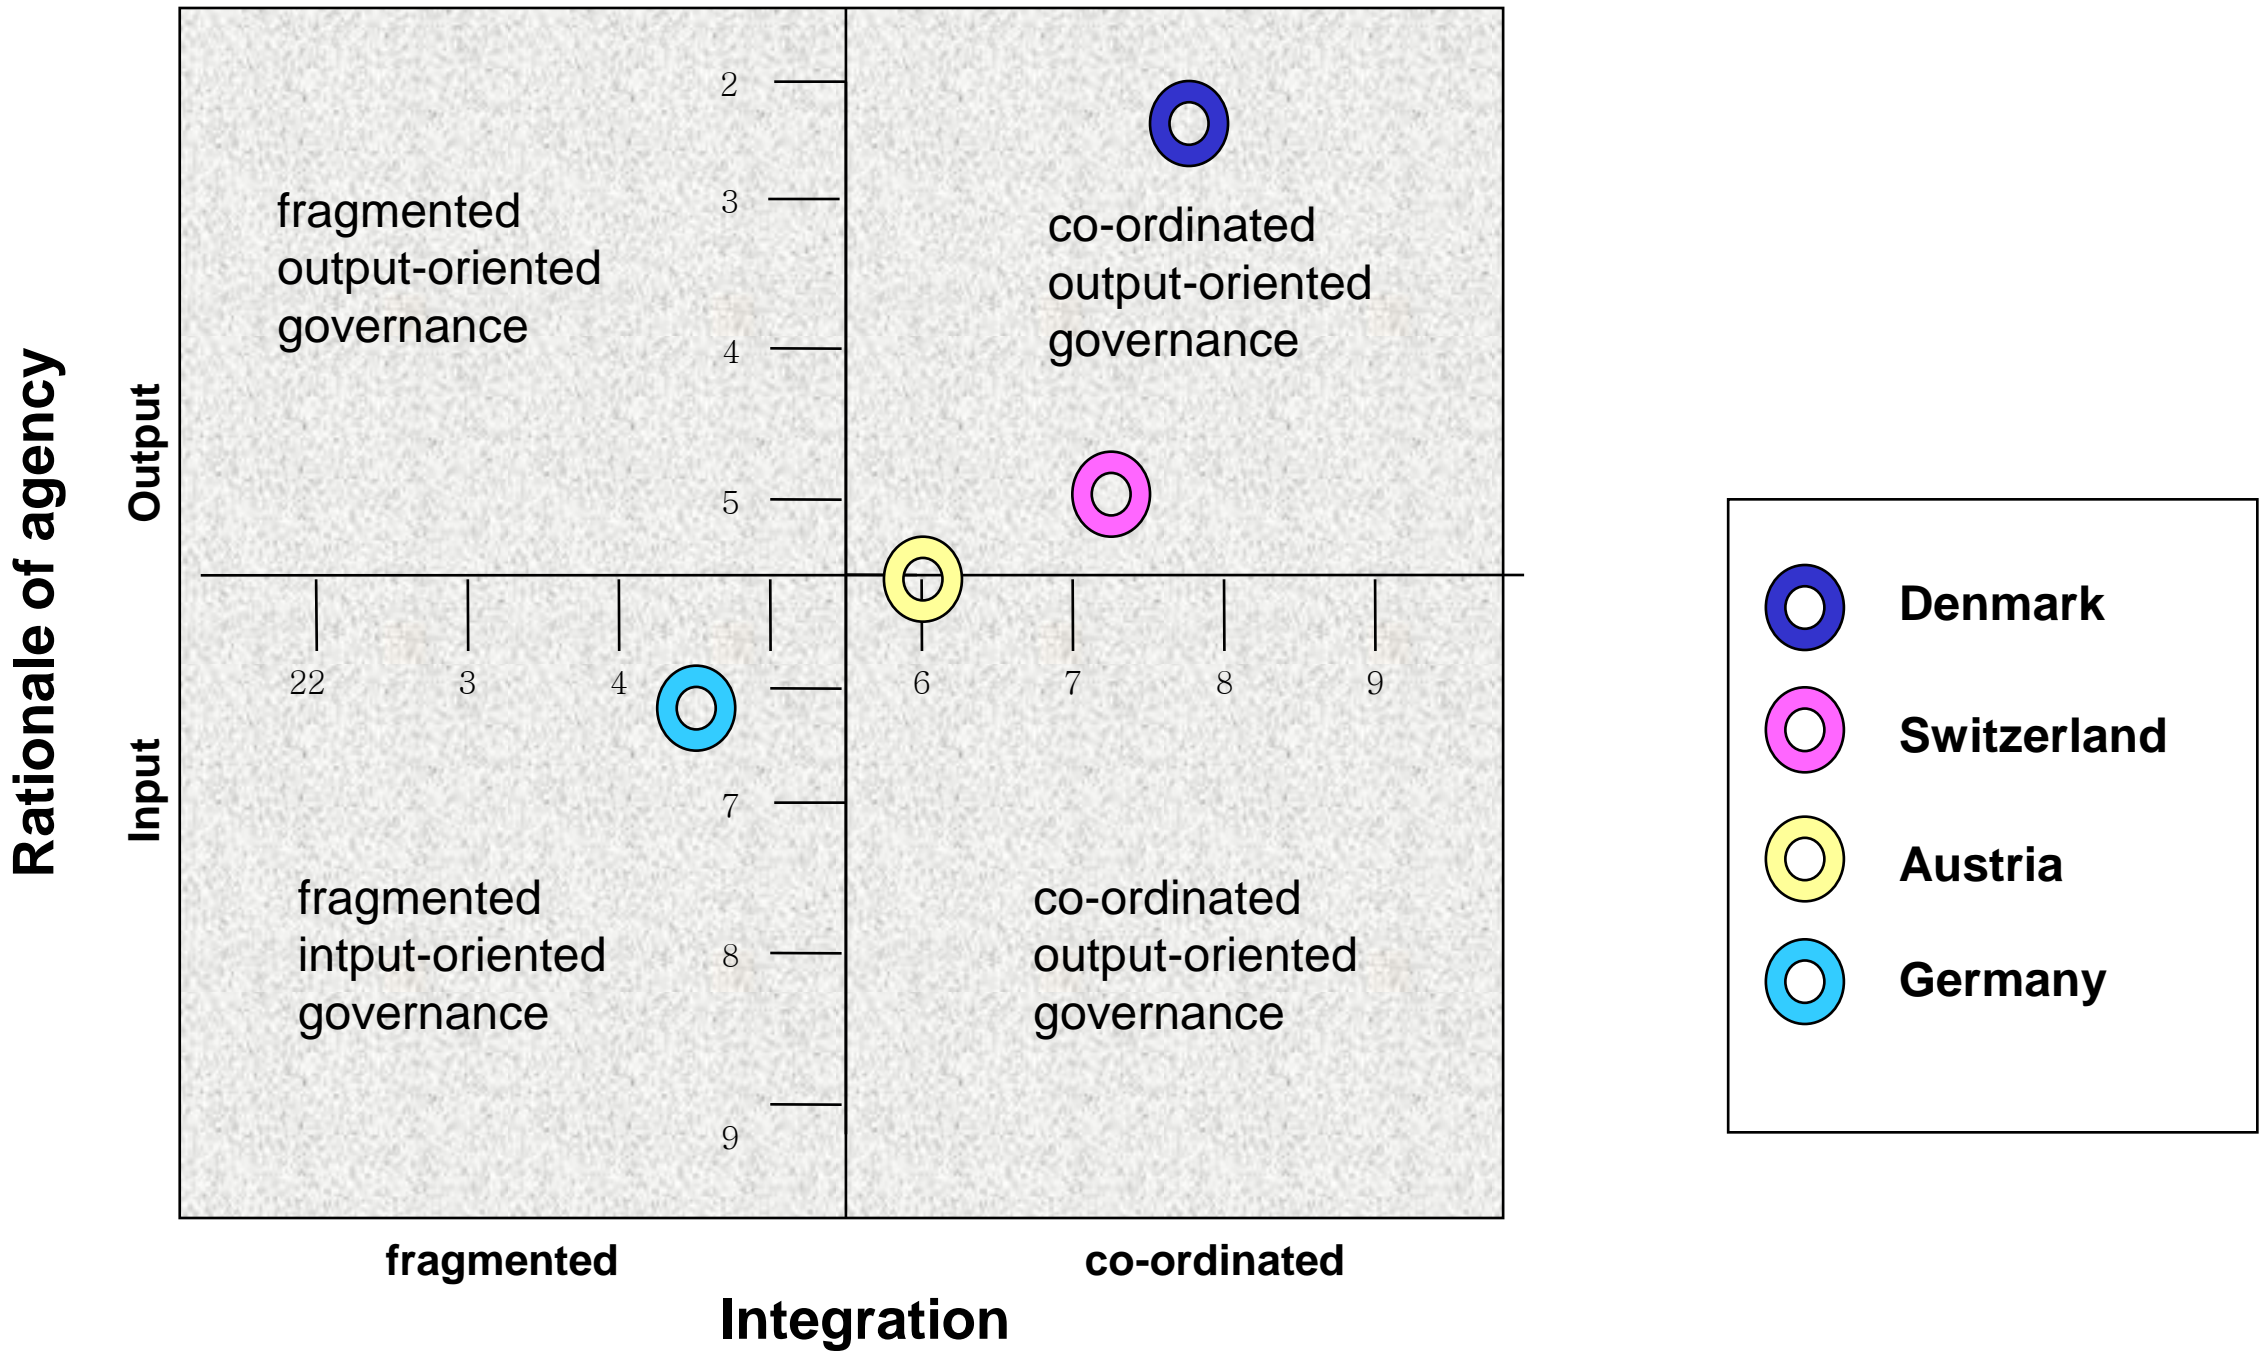 2
3
4
5
fragmented
output-oriented
governance
co-ordinated
output-oriented
governance
Rationale of agency
Output
Input
22
3
4
6
7
8
9
7
8
9
fragmented
intput-oriented
governance
co-ordinated
output-oriented
governance
fragmented
co-ordinated
Integration
Denmark
Switzerland
Austria
Germany